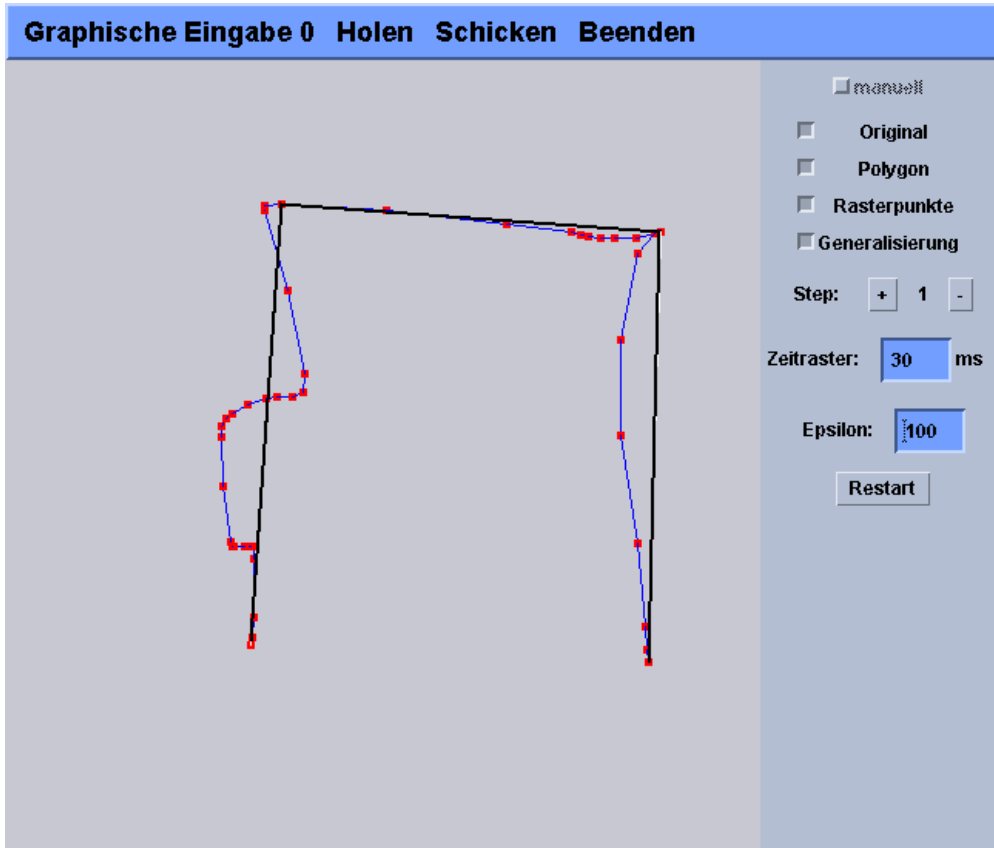 Graphische Eingabe 0 Holen Schicken Beenden
manuell
Original
Polygon
Rasterpunkte
Generalisierung
Step: + 1 -
Zeitraster: 30 ms
Epsilon: 100
Restart